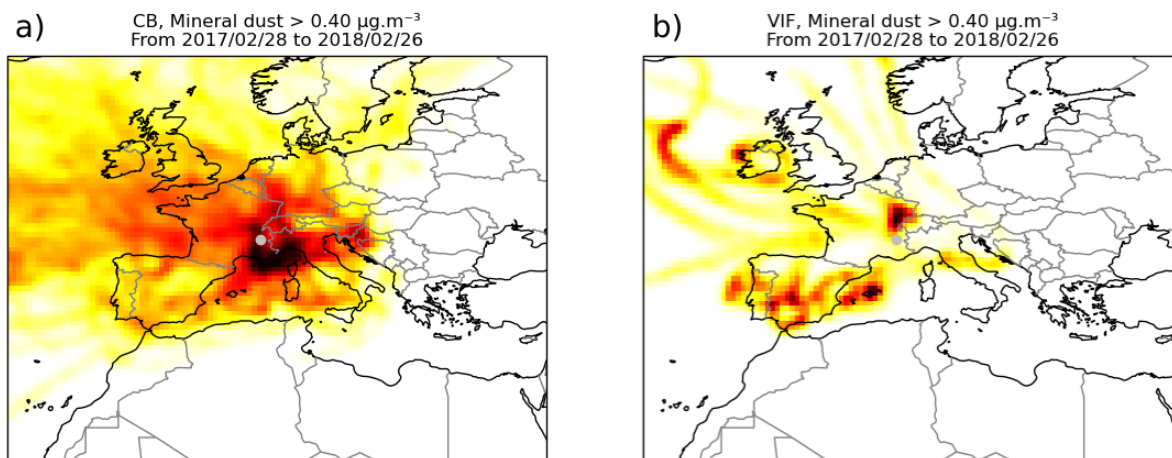 a)
CB, Mineral dust > 0.40 µg.m⁻³
From 2017/02/28 to 2018/02/26
b)
VIF, Mineral dust > 0.40 µg.m⁻³
From 2017/02/28 to 2018/02/26